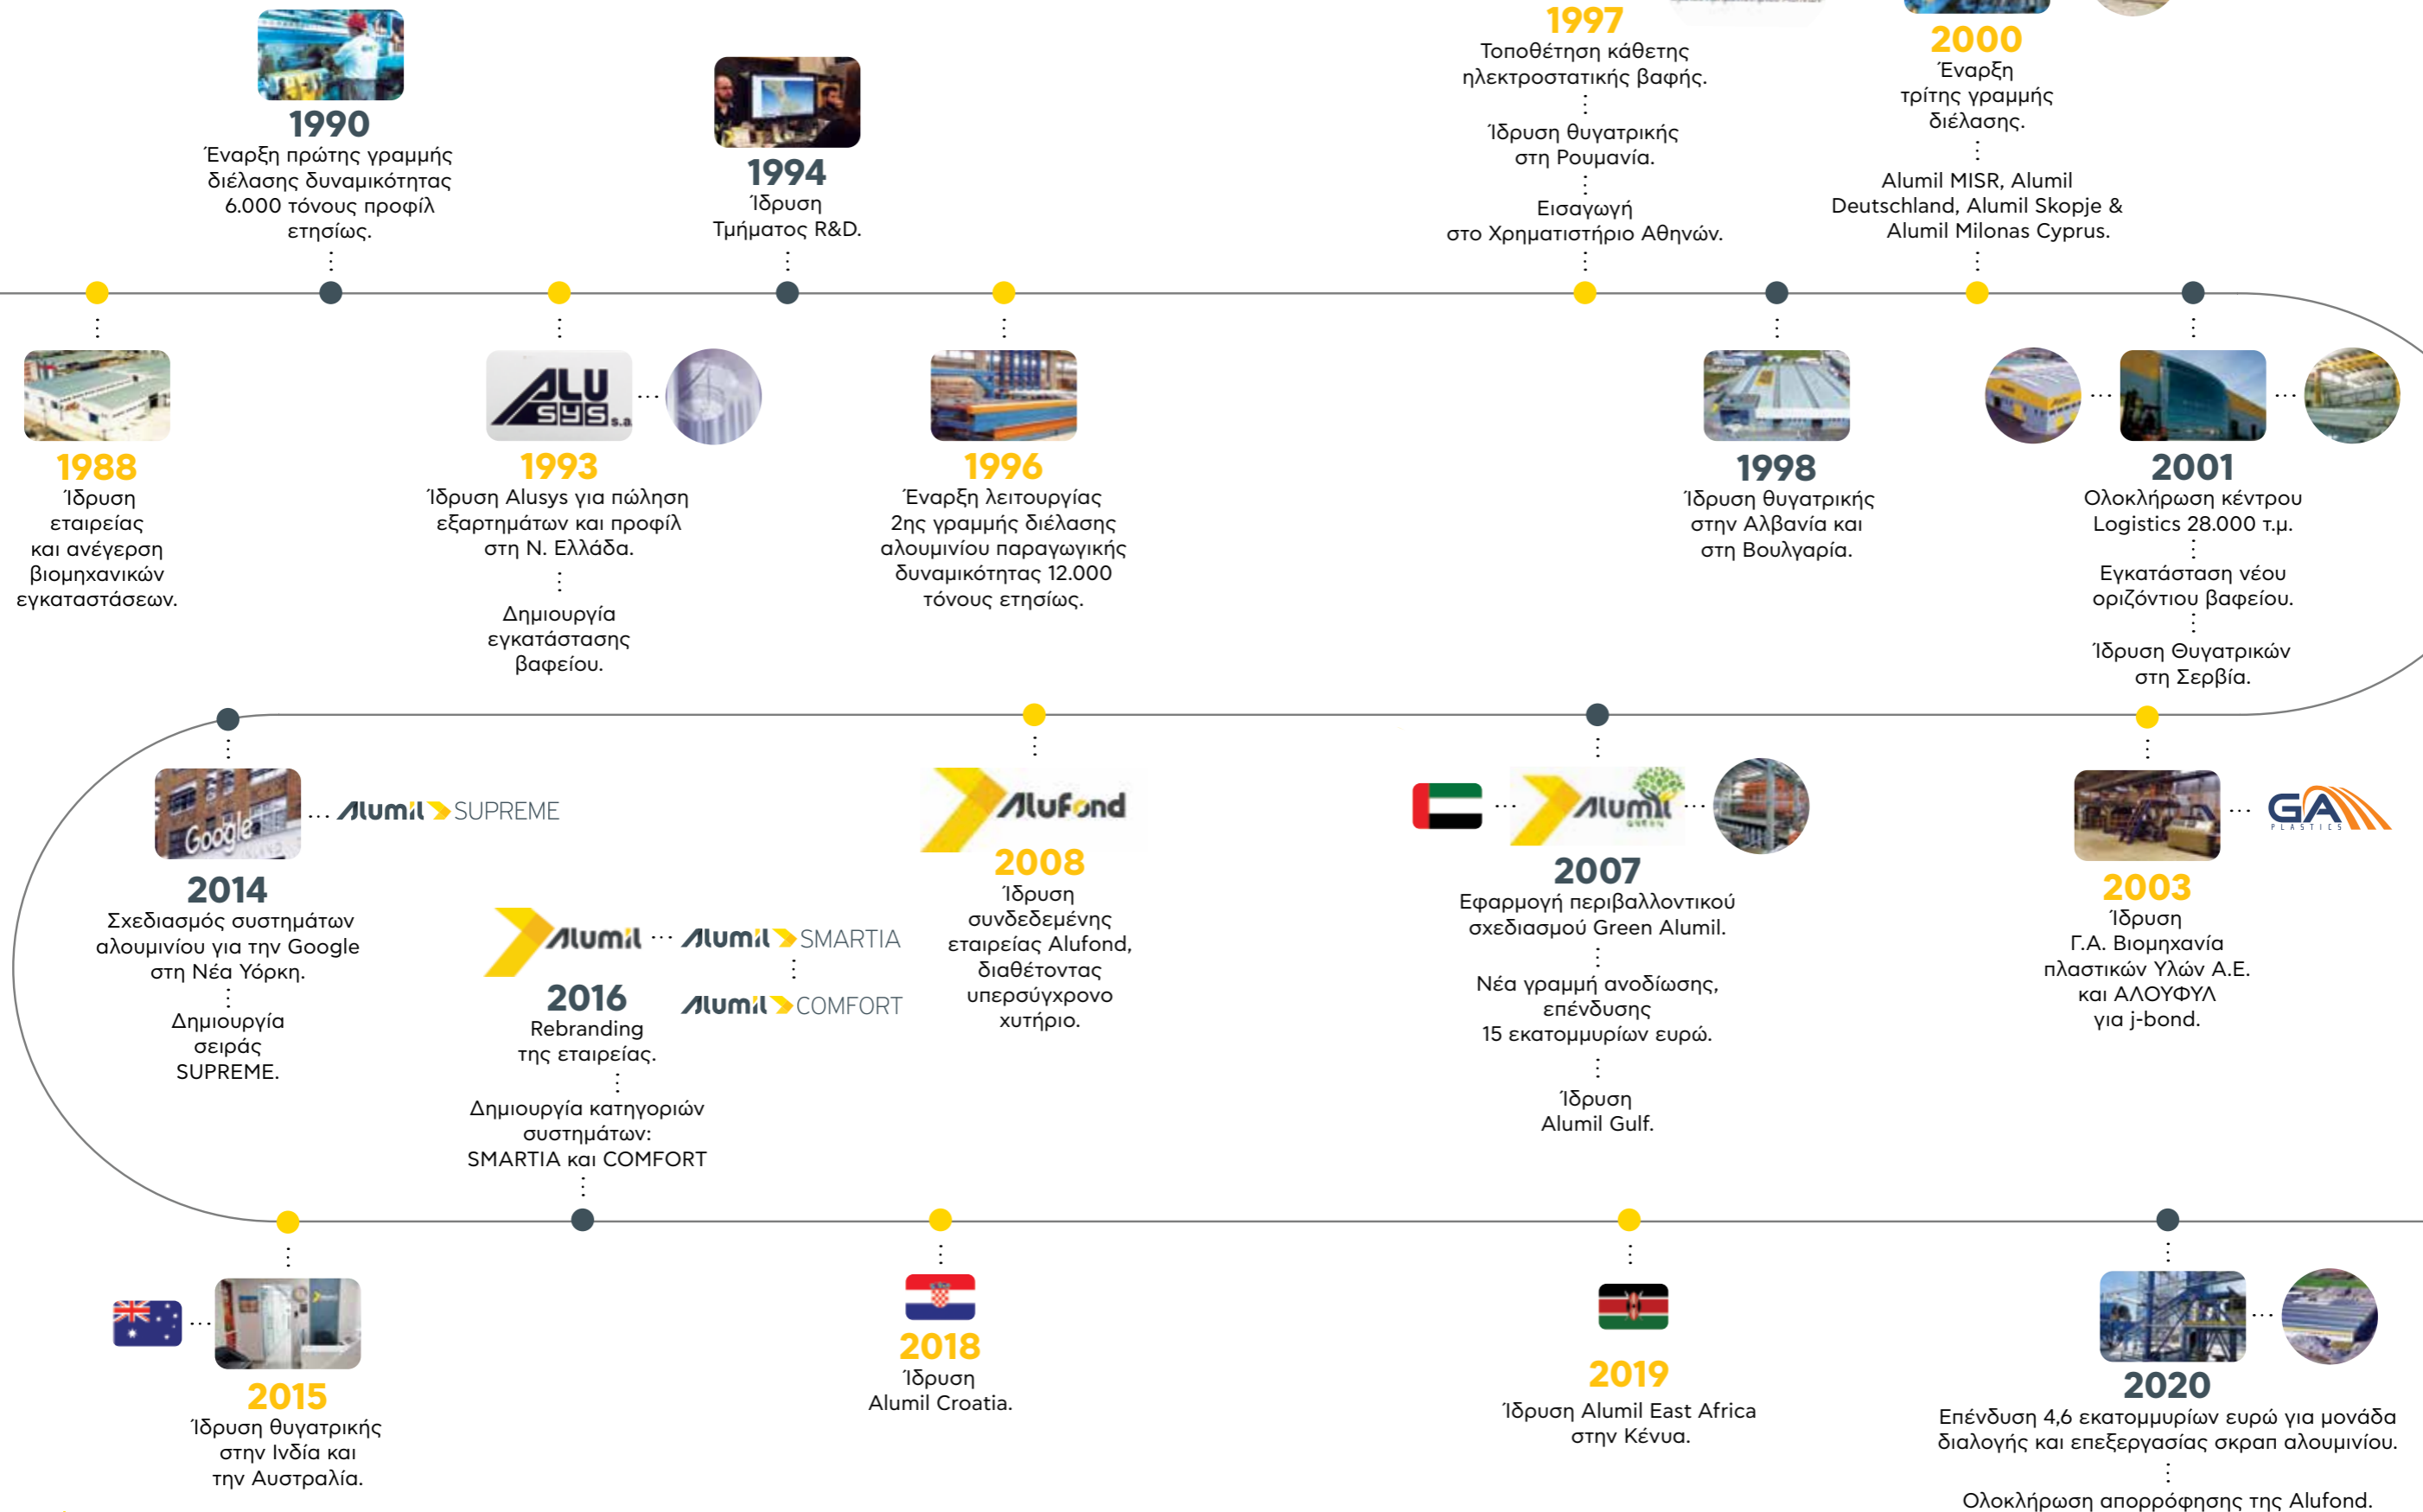 1988
Ίδρυση
εταιρείας
και ανέγερση
βιομηχανικών
εγκαταστάσεων.
1990
Έναρξη πρώτης γραμμής
διέλασης δυναμικότητας
6.000 τόνους προφίλ
ετησίως.
ALU
SYS s.a.
1993
Ίδρυση Alusys για πώληση
εξαρτημάτων και προφίλ
στη Ν. Ελλάδα.
Δημιουργία
εγκατάστασης
βαφείου.
1994
Ίδρυση
Τμήματος R&D.
1996
Έναρξη λειτουργίας
2ης γραμμής διέλασης
αλουμινίου παραγωγικής
δυναμικότητας 12.000
τόνους ετησίως.
1997
Τοποθέτηση κάθετης
ηλεκτροστατικής βαφής.
Ίδρυση θυγατρικής
στη Ρουμανία.
Εισαγωγή
στο Χρηματιστήριο Αθηνών.
1998
Ίδρυση θυγατρικής
στην Αλβανία και
στη Βουλγαρία.
2000
Έναρξη
τρίτης γραμμής
διέλασης.
Alumil MISR, Alumil
Deutschland, Alumil Skopje &
Alumil Milonas Cyprus.
2001
Ολοκλήρωση κέντρου
Logistics 28.000 τ.μ.
Εγκατάσταση νέου
οριζόντιου βαφείου.
Ίδρυση Θυγατρικών
στη Σερβία.
GA
PLASTICS
2003
Ίδρυση
Γ.Α. Βιομηχανία
πλαστικών Υλών Α.Ε.
και ΑΛΟΥΦΥΛ
για j-bond.
Alumil
GREEN
2007
Εφαρμογή περιβαλλοντικού
σχεδιασμού Green Alumil.
Νέα γραμμή ανοδίωσης,
επένδυσης
15 εκατομμυρίων ευρώ.
Ίδρυση
Alumil Gulf.
Alufond
2008
Ίδρυση
συνδεδεμένης
εταιρείας Alufond,
διαθέτοντας
υπερσύγχρονο
χυτήριο.
Google
Alumil SUPREME
2014
Σχεδιασμός συστημάτων
αλουμινίου για την Google
στη Νέα Υόρκη.
Δημιουργία
σειράς
SUPREME.
2015
Ίδρυση θυγατρικής
στην Ινδία και
την Αυστραλία.
Alumil
Alumil SMARTIA
Alumil COMFORT
2016
Rebranding
της εταιρείας.
Δημιουργία κατηγοριών
συστημάτων:
SMARTIA και COMFORT
2018
Ίδρυση
Alumil Croatia.
2019
Ίδρυση Alumil East Africa
στην Κένυα.
2020
Επένδυση 4,6 εκατομμυρίων ευρώ για μονάδα
διαλογής και επεξεργασίας σκραπ αλουμινίου.
Ολοκλήρωση απορρόφησης της Alufond.